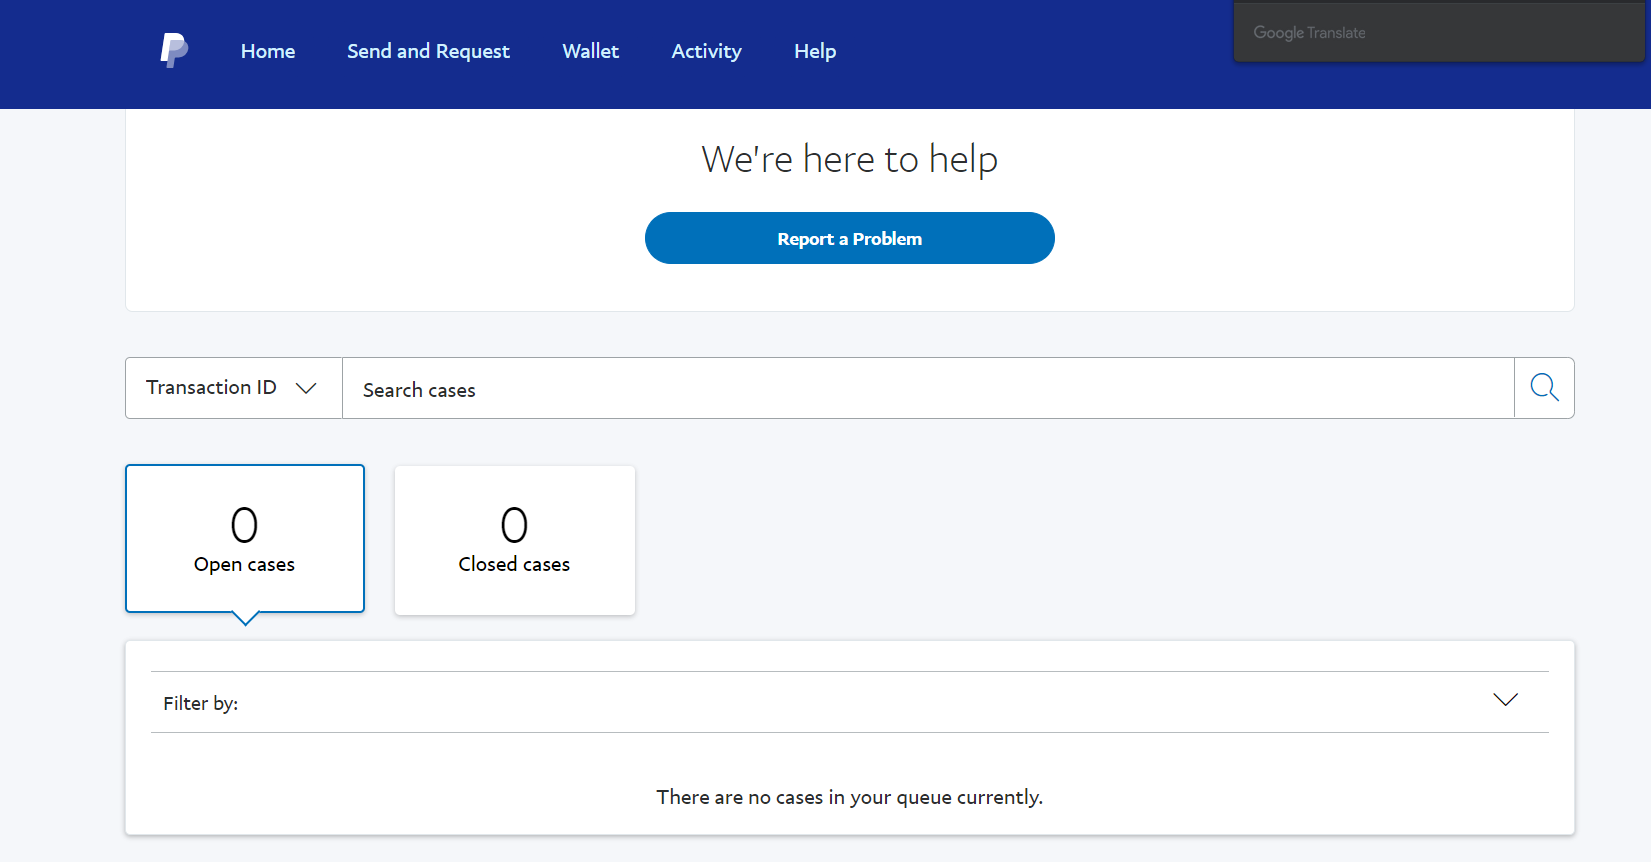 Home Send and Request Wallet Activity Help
Google Translate
We're here to help
Report a Problem
Transaction ID Search cases
0 0
Open cases Closed cases
Filter by:
There are no cases in your queue currently.